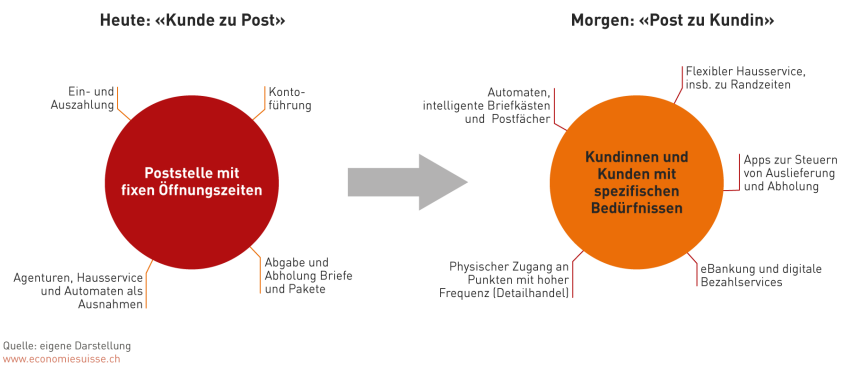 Heute: «Kunde zu Post»
Ein- und
Auszahlung
Konto-
führung
Poststelle mit
fixen Öffnungszeiten
Agenturen, Hausservice
und Automaten als
Ausnahmen
Abgabe und
Abholung Briefe
und Pakete
Morgen: «Post zu Kundin»
Automaten,
intelligente Briefkästen
und Postfächer
Flexibler Hausservice,
insb. zu Randzeiten
Kundinnen und
Kunden mit
spezifischen
Bedürfnissen
Apps zur Steuern
von Auslieferung
und Abholung
Physischer Zugang an
Punkten mit hoher
Frequenz (Detailhandel)
eBankung und digitale
Bezahlservices
Quelle: eigene Darstellung
www.economiesuisse.ch